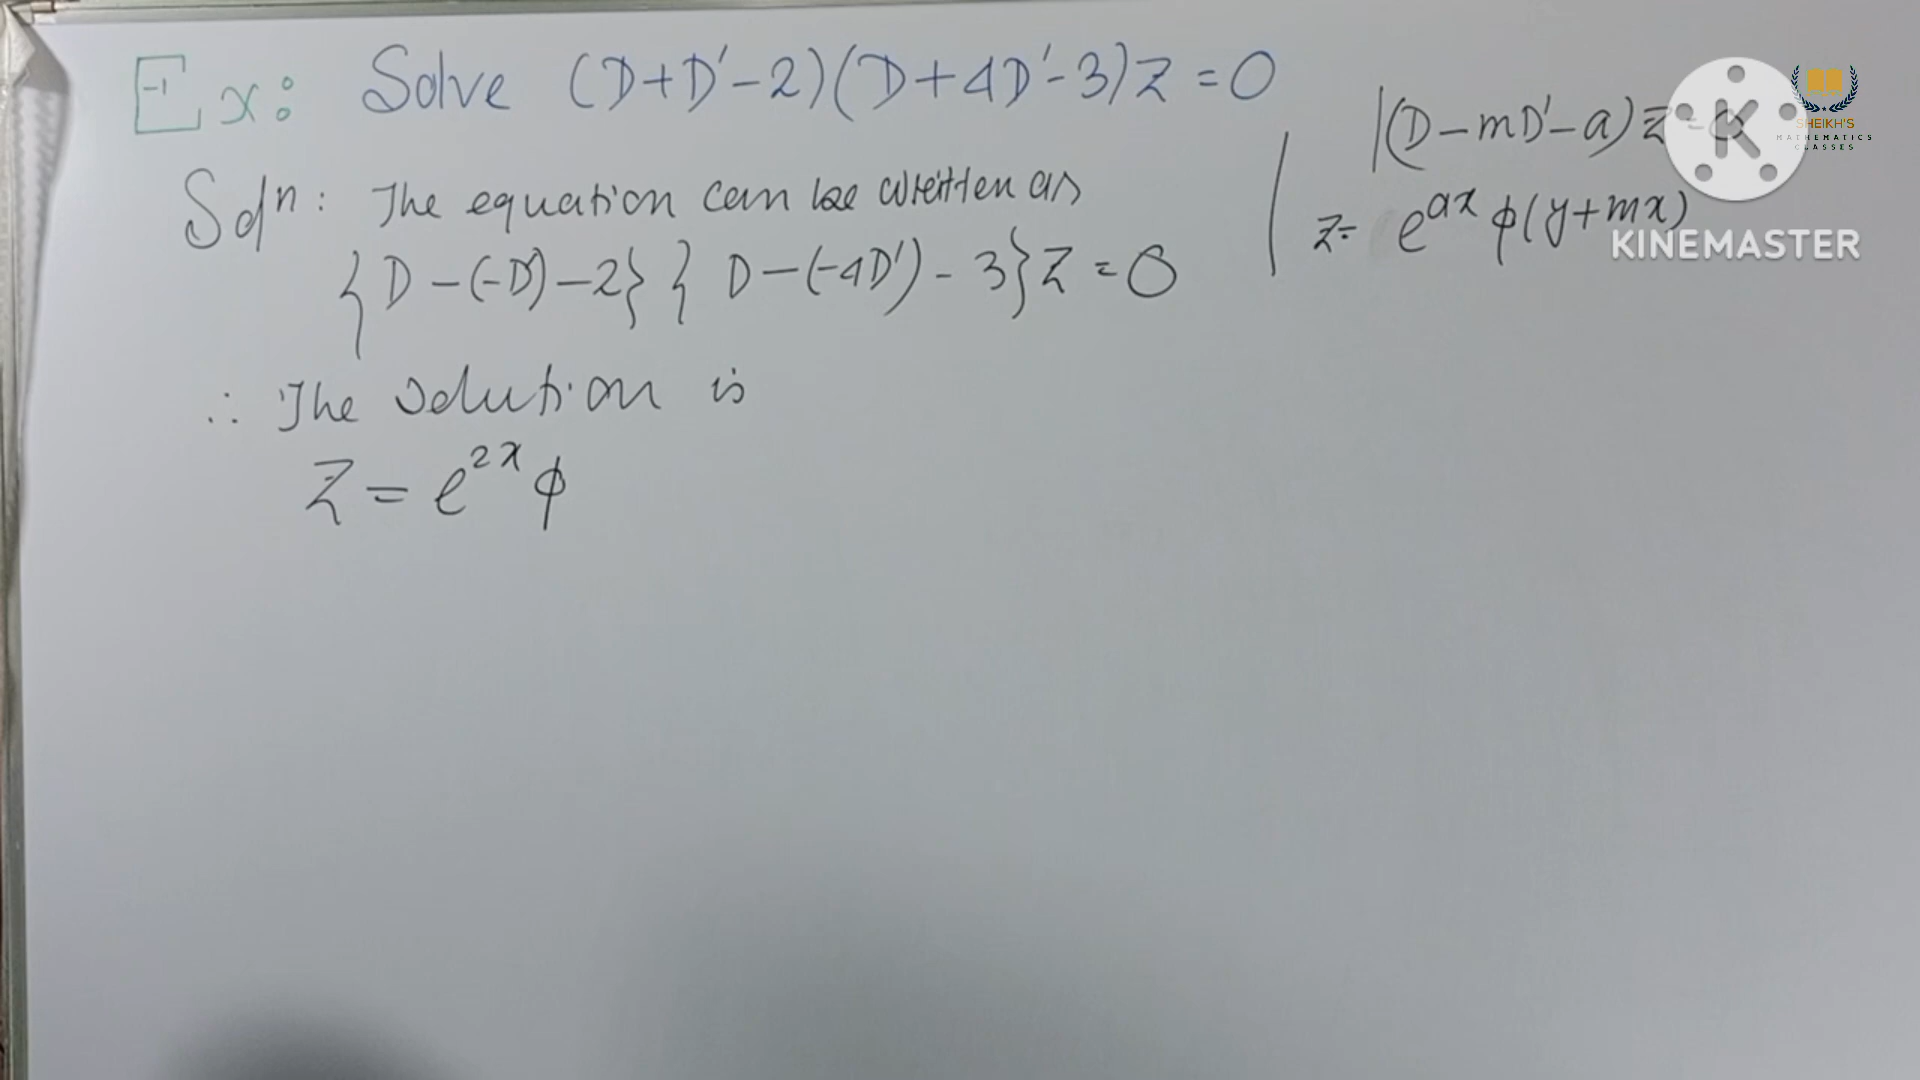 Ex: Solve (D+D'-2)(D+4D'-3)Z=0
|(D-mD'-a)z=0
z= e^{ax} φ(y+mx)
Sol^n: The equation can be written as
{D-(-D')-2}{D-(-4D')-3}Z=0
∴ The solution is
Z=e^{2x} φ
K
KINEMASTER
SHEIKH'S
MATHEMATICS
CLASSES